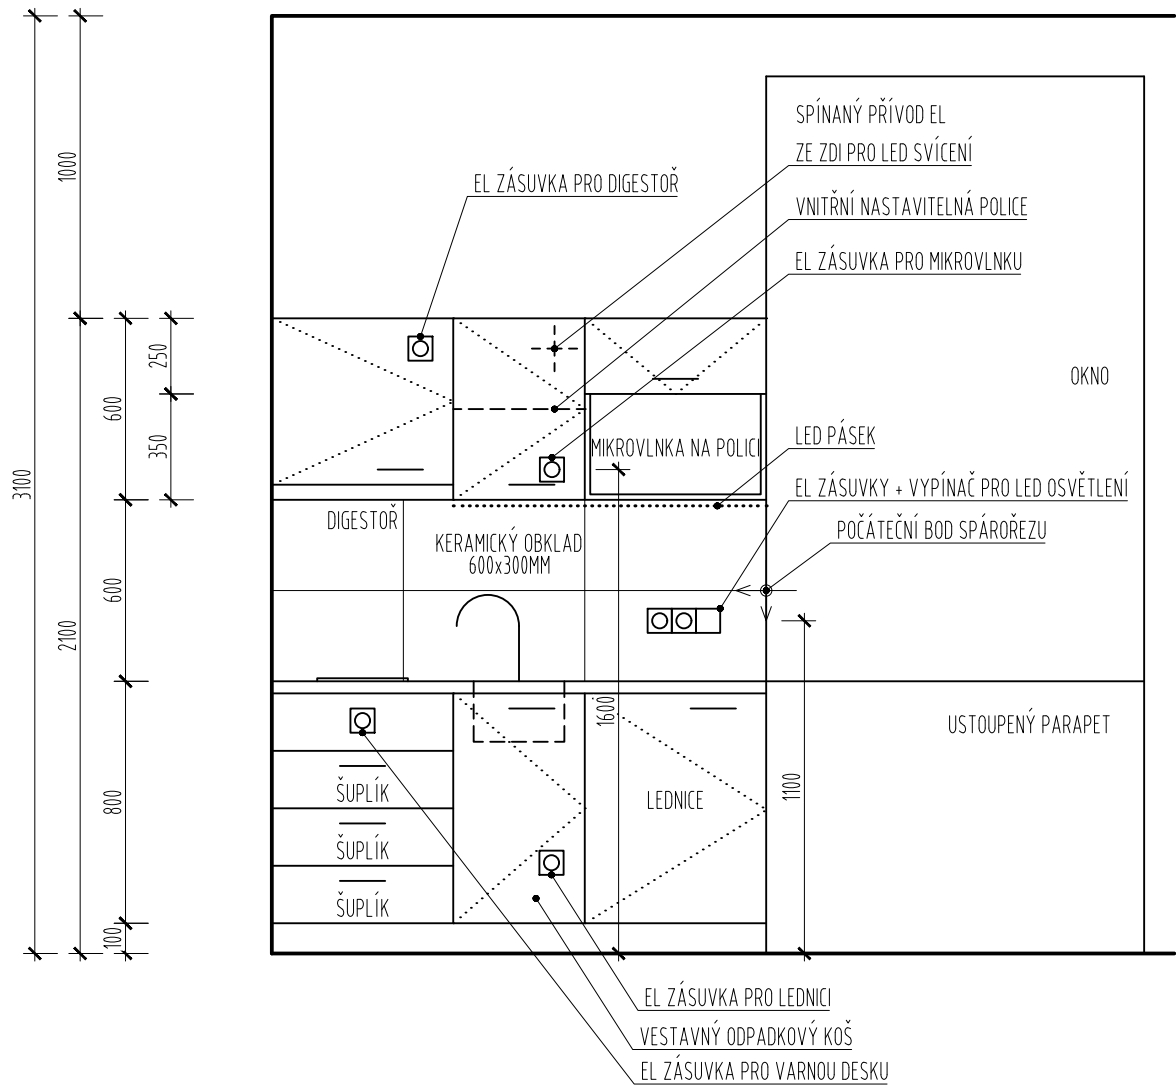 SPÍNANÝ PŘÍVOD EL
ZE ZDI PRO LED SVÍCENÍ
EL ZÁSUVKA PRO DIGESTOŘ
VNITŘNÍ NASTAVITELNÁ POLICE
EL ZÁSUVKA PRO MIKROVLNKU
OKNO
MIKROVLNKA NA POLICI
LED PÁSEK
EL ZÁSUVKY + VYPÍNAČ PRO LED OSVĚTLENÍ
DIGESTOŘ
POČÁTEČNÍ BOD SPÁROŘEZU
KERAMICKÝ OBKLAD
600x300MM
USTOUPENÝ PARAPET
ŠUPLÍK
LEDNICE
ŠUPLÍK
ŠUPLÍK
EL ZÁSUVKA PRO LEDNICI
VESTAVNÝ ODPADKOVÝ KOŠ
EL ZÁSUVKA PRO VARNOU DESKU
3100
1000
2100
600
600
800
100
250
350
1600
1100